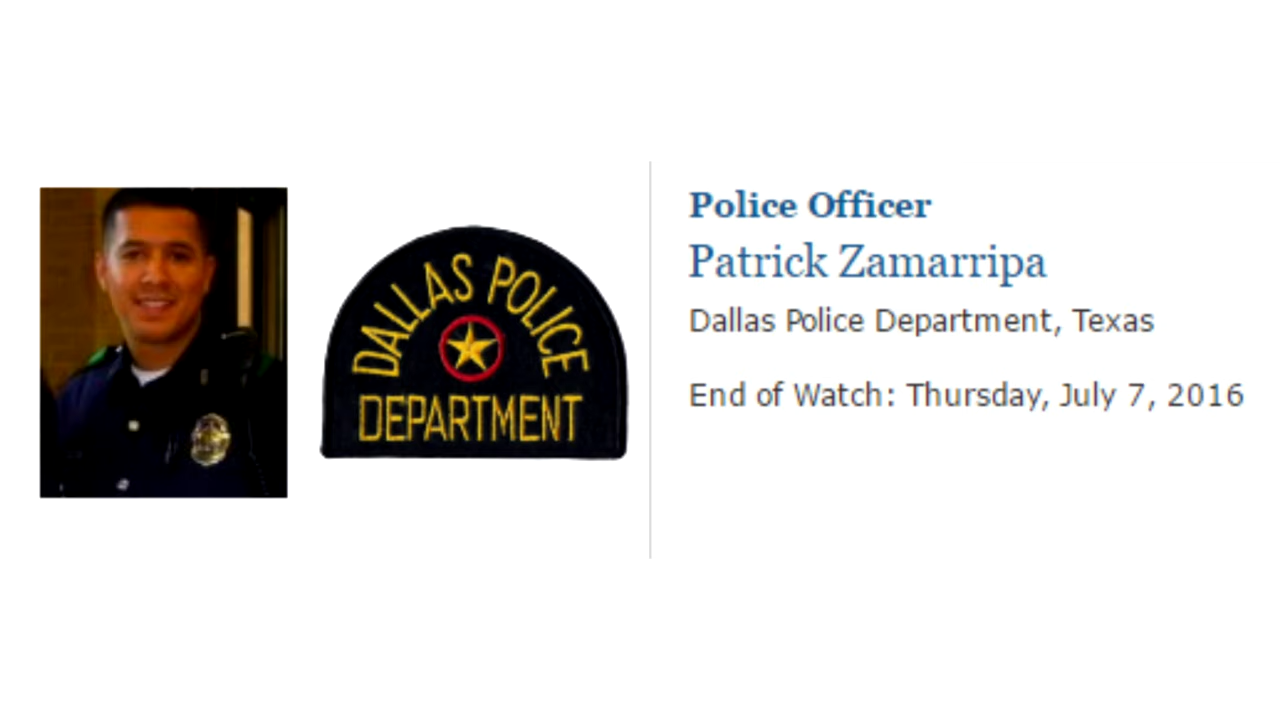 DALLAS POLICE
DEPARTMENT
Police Officer
Patrick Zamarripa
Dallas Police Department, Texas
End of Watch: Thursday, July 7, 2016